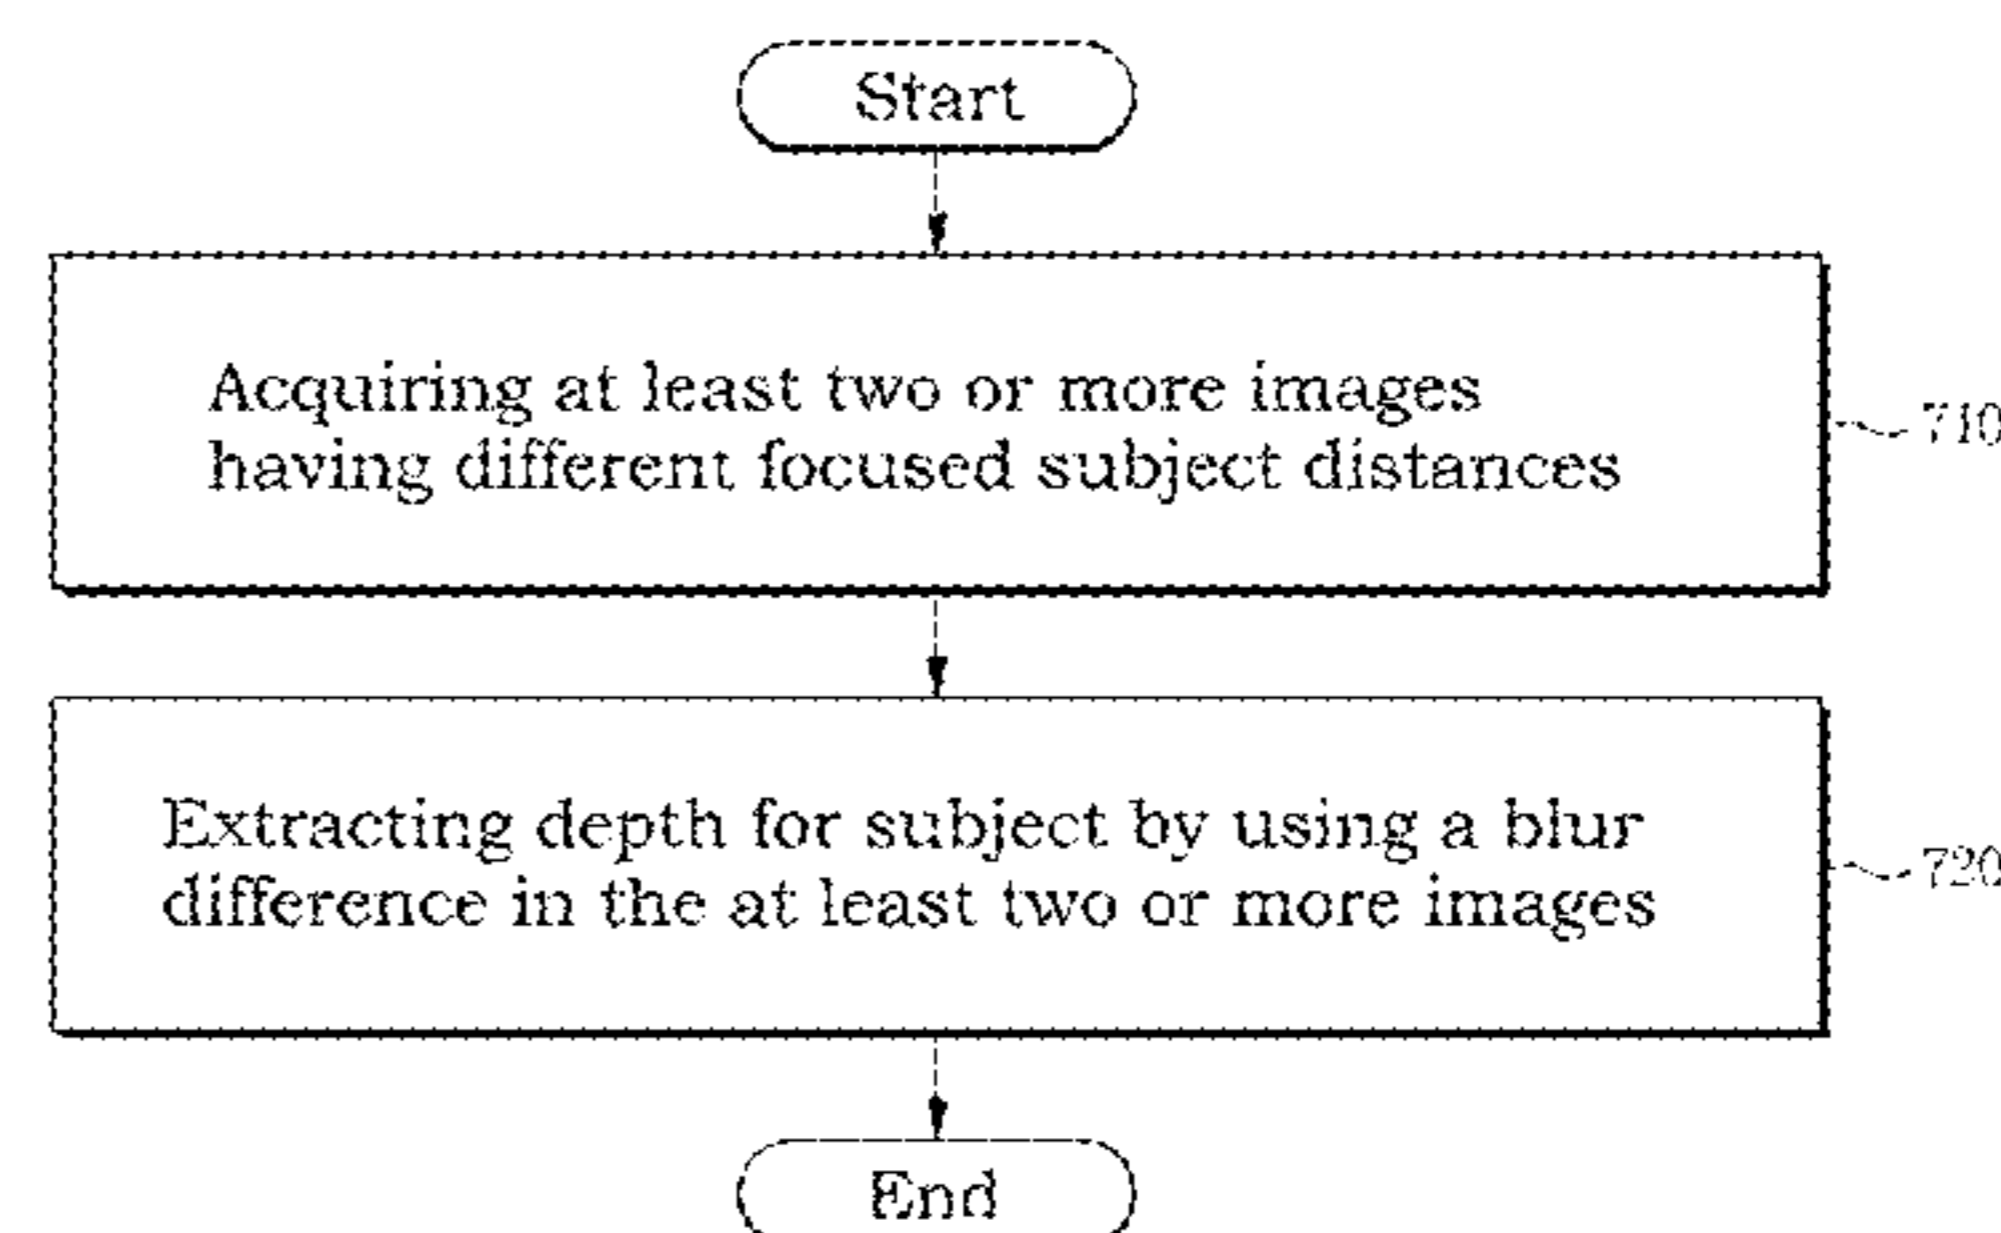 Start
Acquiring at least two or more images
having different focused subject distances
710
Extracting depth for subject by using a blur
difference in the at least two or more images
720
End